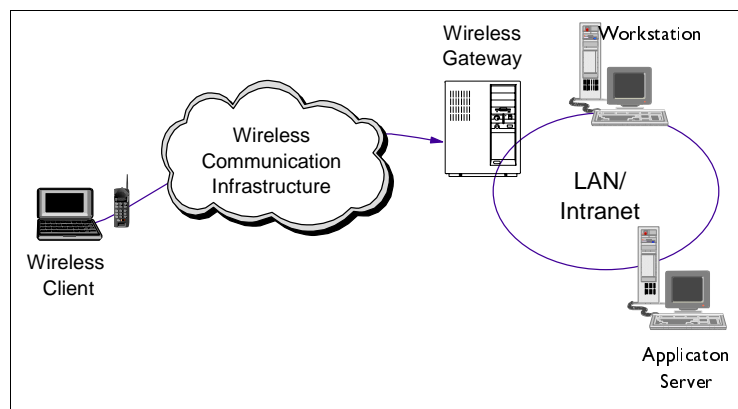 Wireless
Gateway
Workstation
Wireless
Communication
Infrastructure
LAN/
Intranet
Wireless
Client
Applicaton
Server